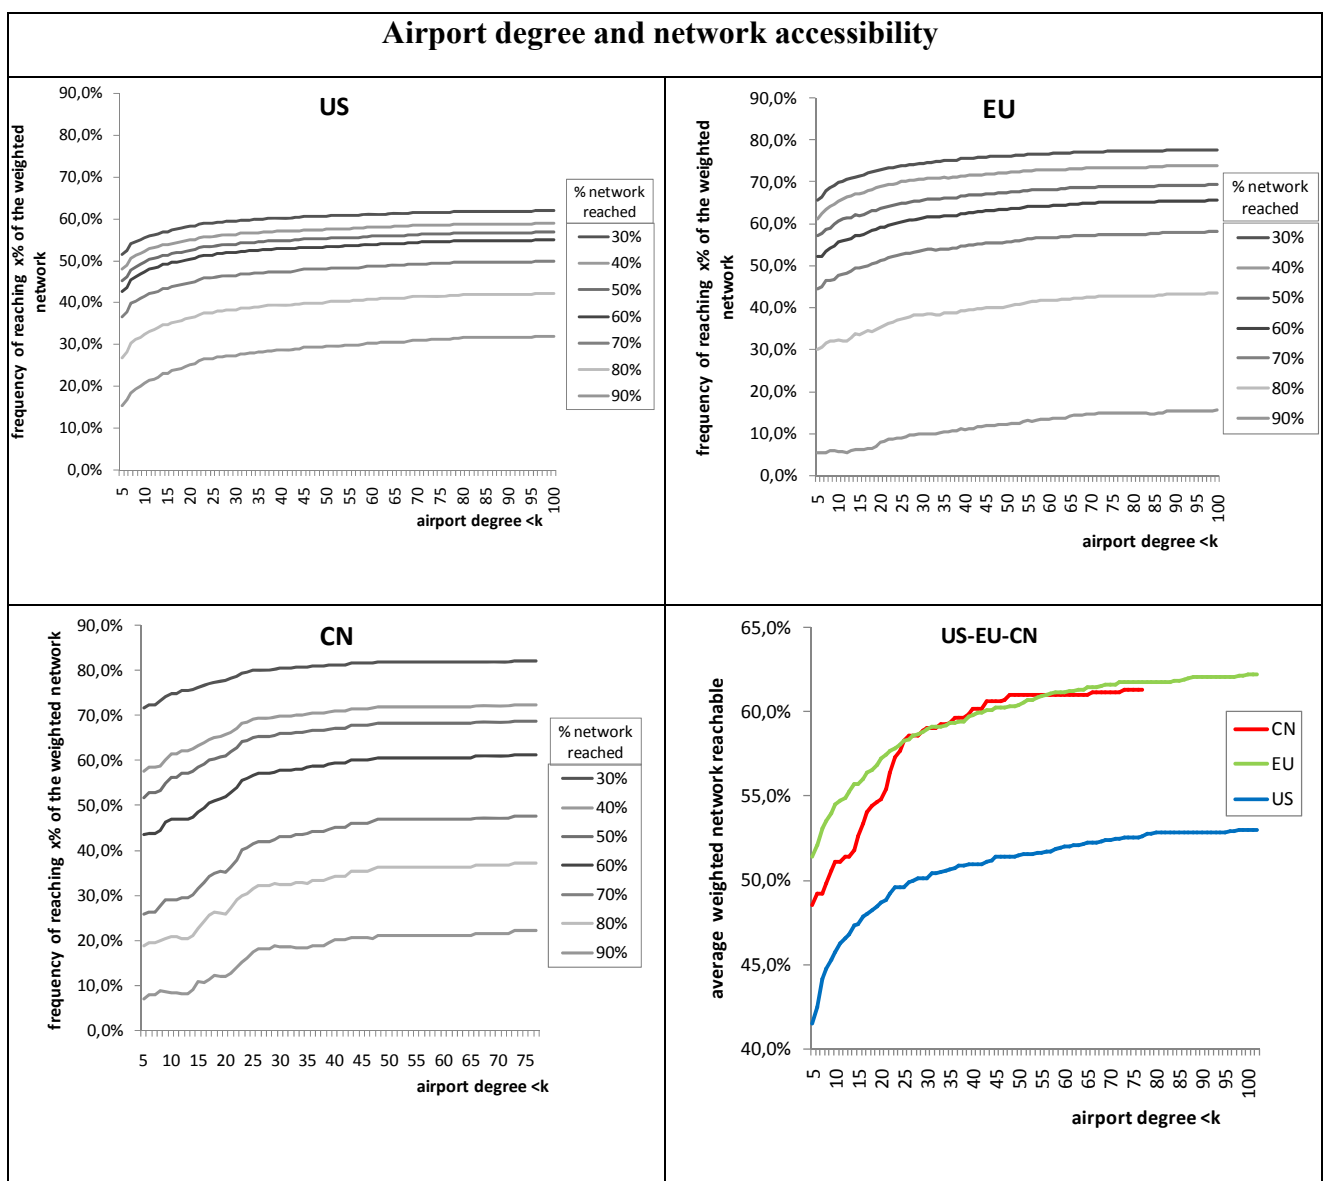 Airport degree and network accessibility
US
frequency of reaching x% of the weighted
network
90,0%
80,0%
70,0%
60,0%
50,0%
40,0%
30,0%
20,0%
10,0%
0,0%
5 10 15 20 25 30 35 40 45 50 55 60 65 70 75 80 85 90 95 100
airport degree <k
% network
reached
30%
40%
50%
60%
70%
80%
90%
EU
frequency of reaching x% of the weighted
network
90,0%
80,0%
70,0%
60,0%
50,0%
40,0%
30,0%
20,0%
10,0%
0,0%
5 10 15 20 25 30 35 40 45 50 55 60 65 70 75 80 85 90 95 100
airport degree <k
% network
reached
30%
40%
50%
60%
70%
80%
90%
CN
frequency of reaching x% of the weighted network
90,0%
80,0%
70,0%
60,0%
50,0%
40,0%
30,0%
20,0%
10,0%
0,0%
5 10 15 20 25 30 35 40 45 50 55 60 65 70 75
airport degree <k
% network
reached
30%
40%
50%
60%
70%
80%
90%
US-EU-CN
average weighted network reachable
65,0%
60,0%
55,0%
50,0%
45,0%
40,0%
5 10 15 20 25 30 35 40 45 50 55 60 65 70 75 80 85 90 95 100
airport degree <k
CN
EU
US